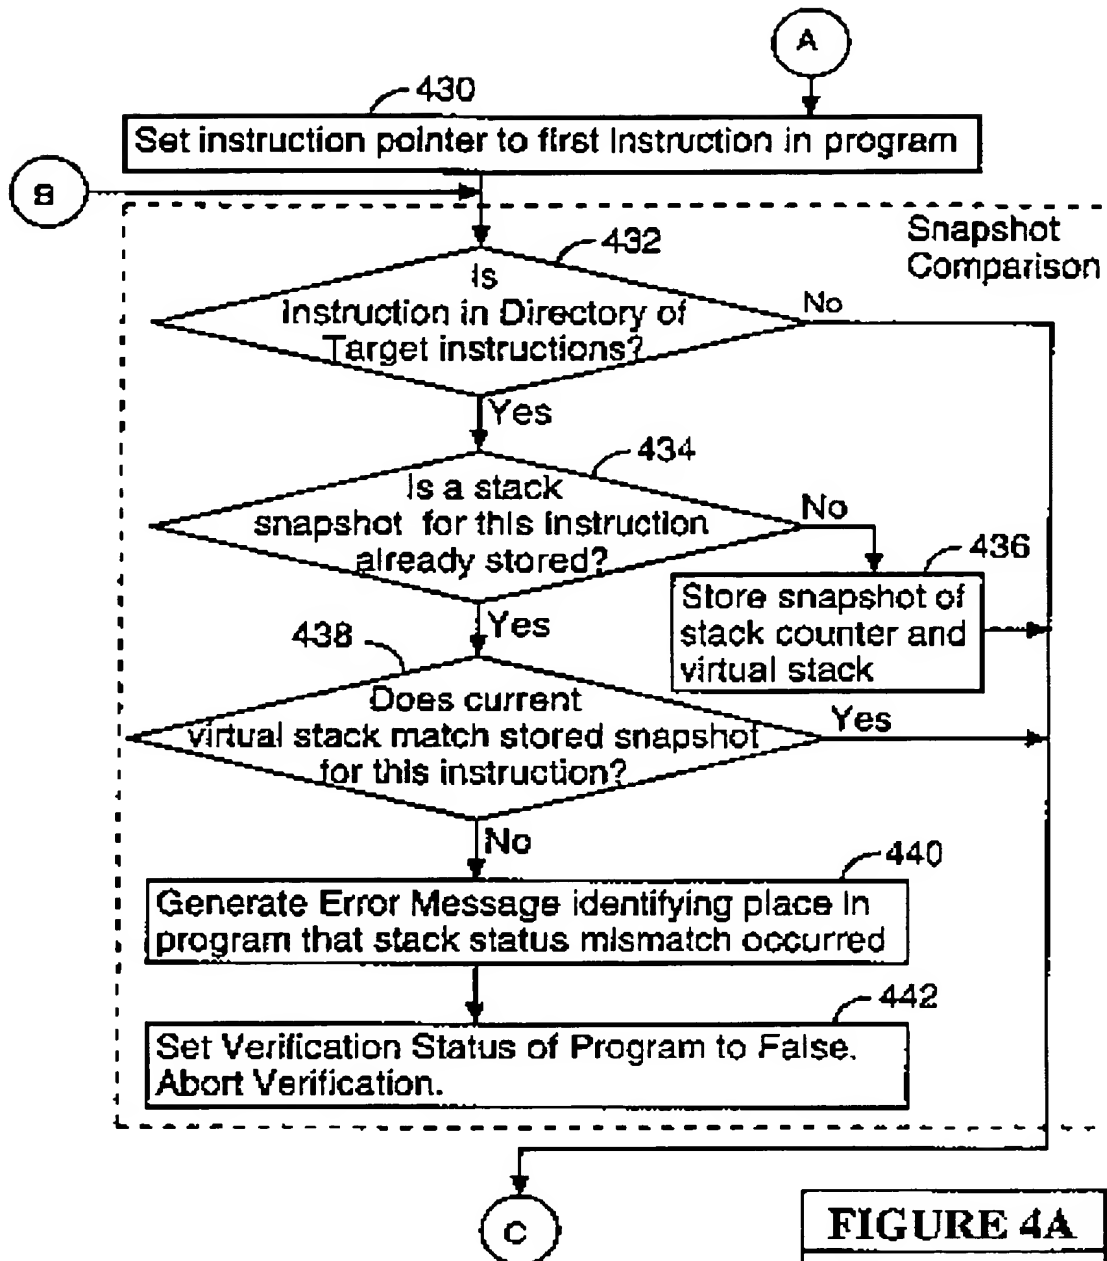 A
430
Set instruction pointer to first Instruction in program
B
Snapshot
Comparison
432
Is
Instruction in Directory of
Target instructions?
No
Yes
434
Is a stack
snapshot for this Instruction
already stored?
No
436
Store snapshot of
stack counter and
virtual stack
Yes
438
Does current
virtual stack match stored snapshot
for this instruction?
Yes
No
440
Generate Error Message identifying place in
program that stack status mismatch occurred
442
Set Verification Status of Program to False.
Abort Verification.
C
FIGURE 4A